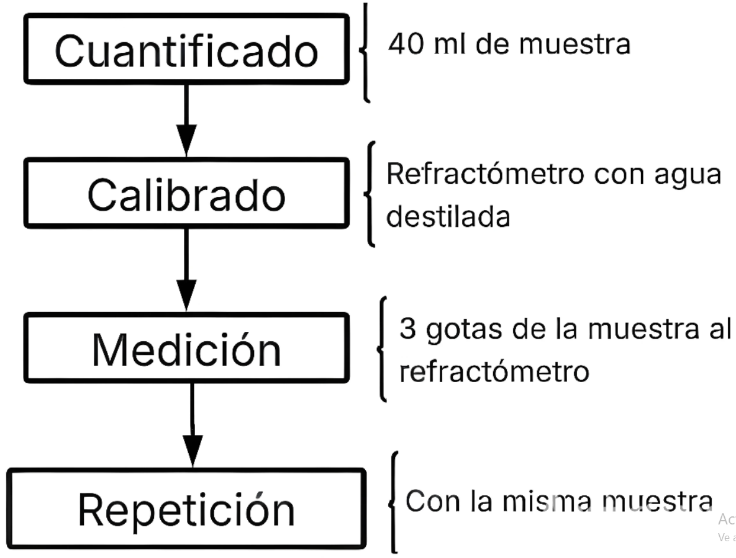 Cuantificado
40 ml de muestra
Calibrado
Refractómetro con agua
destilada
Medición
3 gotas de la muestra al
refractómetro
Repetición
Con la misma muestra